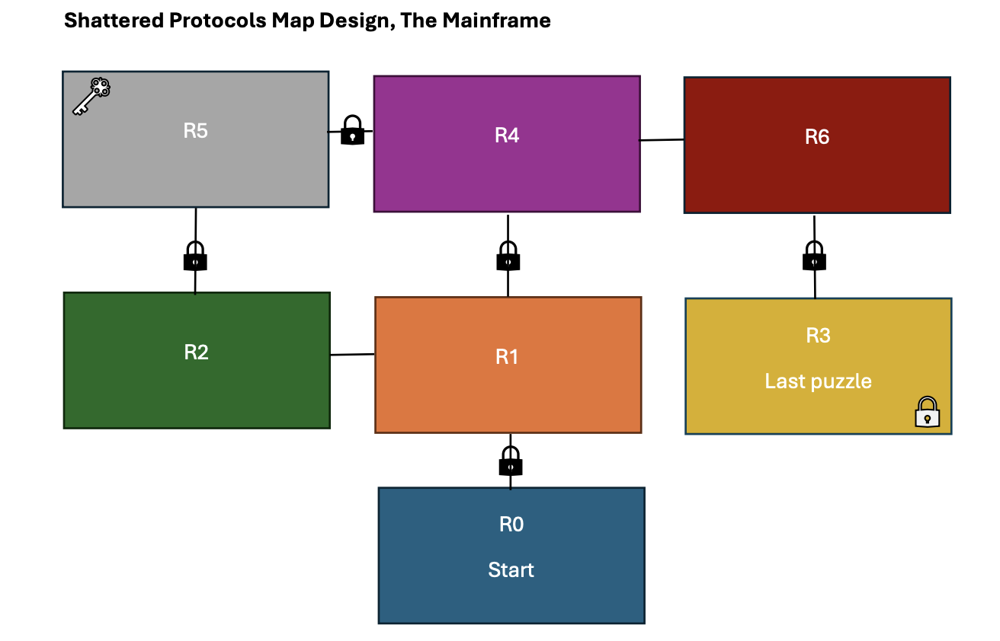 Shattered Protocols Map Design, The Mainframe
R5
R4
R6
R2
R1
R3
Last puzzle
R0
Start